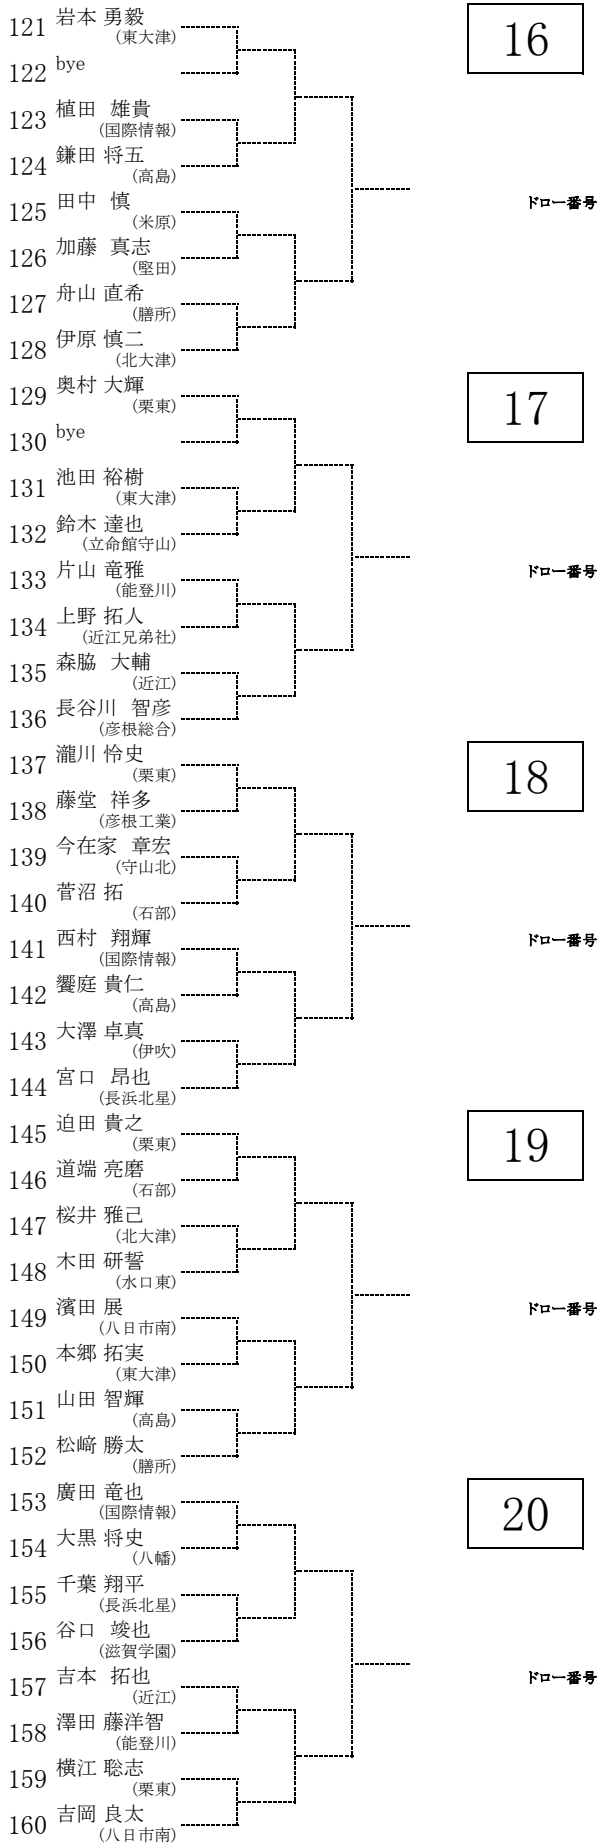 121 岩本 勇毅
(東大津)
16
122 bye
123 植田 雄貴
(国際情報)
124 鎌田 将五
(高島)
125 田中 慎
(米原)
ドロー番号
126 加藤 真志
(堅田)
127 舟山 直希
(膳所)
128 伊原 慎二
(北大津)
129 奥村 大輝
(栗東)
17
130 bye
131 池田 裕樹
(東大津)
132 鈴木 達也
(立命館守山)
133 片山 竜雅
(能登川)
ドロー番号
134 上野 拓人
(近江兄弟社)
135 森脇 大輔
(近江)
136 長谷川 智彦
(彦根総合)
137 瀧川 怜史
(栗東)
18
138 藤堂 祥多
(彦根工業)
139 今在家 章宏
(守山北)
140 菅沼 拓
(石部)
141 西村 翔輝
(国際情報)
ドロー番号
142 饗庭 貴仁
(高島)
143 大澤 卓真
(伊吹)
144 宮口 昂也
(長浜北星)
145 迫田 貴之
(栗東)
19
146 道端 亮磨
(石部)
147 桜井 雅己
(北大津)
148 木田 研誓
(水口東)
149 濱田 展
(八日市南)
ドロー番号
150 本郷 拓実
(東大津)
151 山田 智輝
(高島)
152 松﨑 勝太
(膳所)
153 廣田 竜也
(国際情報)
20
154 大黒 将史
(八幡)
155 千葉 翔平
(長浜北星)
156 谷口 竣也
(滋賀学園)
157 吉本 拓也
(近江)
ドロー番号
158 澤田 藤洋智
(能登川)
159 横江 聡志
(栗東)
160 吉岡 良太
(八日市南)